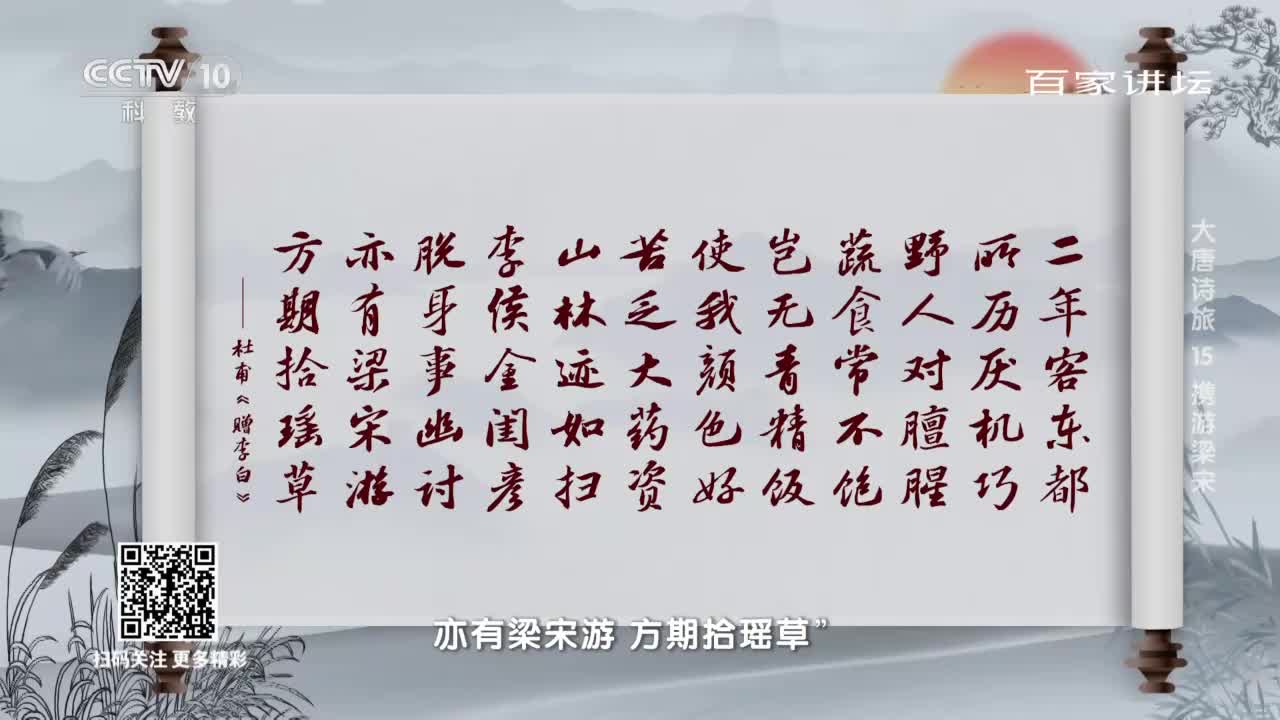 CCTV 10
科教
百家讲坛
大唐诗旅 15 携游梁宋
二年客东都
所历厌机巧
野人对膻腥
蔬食常不饱
岂无青精饭
使我颜色好
苦乏大药资
山林迹如扫
李侯金闺彦
脱身事幽讨
亦有梁宋游
方期拾瑶草
——杜甫《赠李白》
扫码关注 更多精彩
亦有梁宋游 方期拾瑶草”